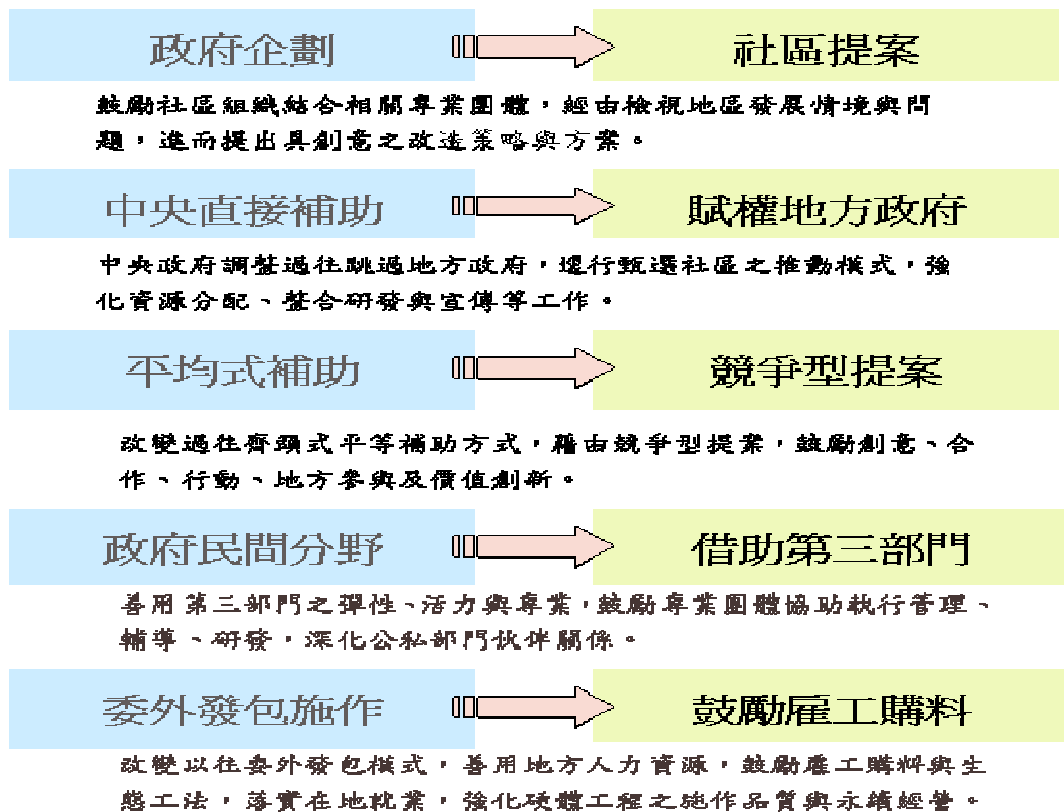 政府企劃 社區提案
鼓勵社區組織結合相關專業團體，經由檢視地區發展情境與問
題，進而提出具創意之改造策略與方案。
中央直接補助 賦權地方政府
中央政府調整過往跳過地方政府，逕行甄選社區之推動模式，強
化資源分配、整合研發與宣傳等工作。
平均式補助 競爭型提案
改變過往齊頭式平等補助方式，藉由競爭型提案，鼓勵創意、合
作、行動、地方參與及價值創新。
政府民間分野 借助第三部門
善用第三部門之彈性、活力與專業，鼓勵專業團體協助執行管理、
輔導、研發，深化公私部門伙伴關係。
委外發包施作 鼓勵雇工購料
改變以往委外發包模式，善用地方人力資源，鼓勵雇工購料與生
態工法，落實在地就業，強化硬體工程之施作品質與永續經營。